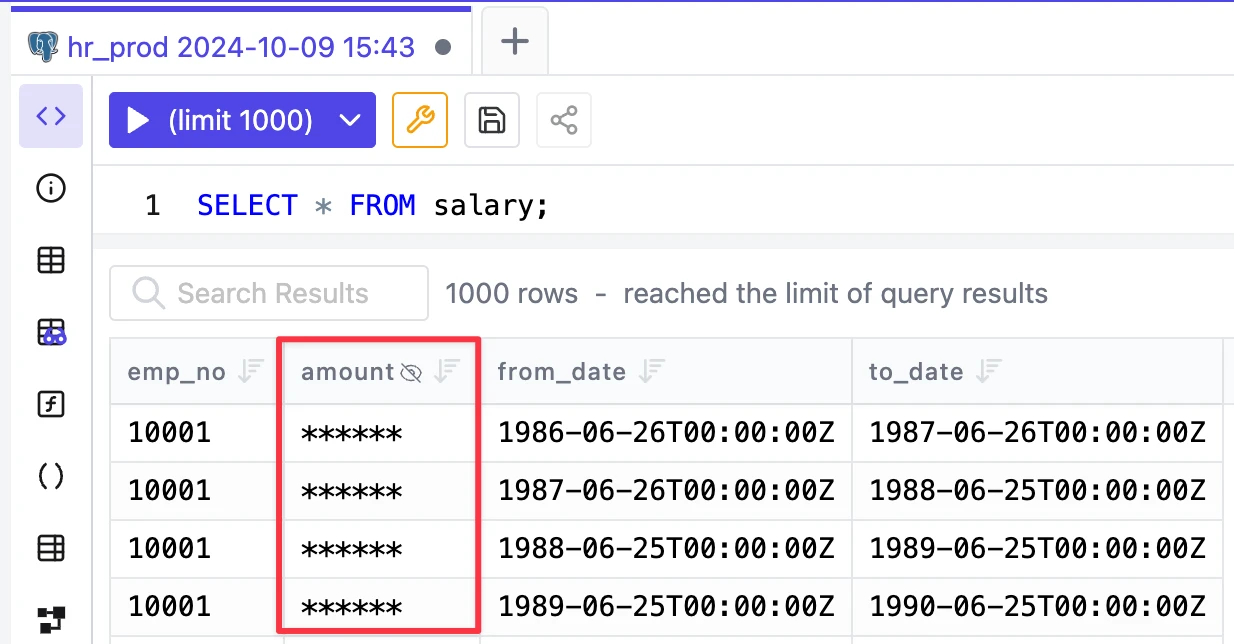 hr_prod 2024-10-09 15:43
(limit 1000)
1 SELECT * FROM salary;
Search Results 1000 rows - reached the limit of query results
emp_no amount from_date to_date
10001 ****** 1986-06-26T00:00:00Z 1987-06-26T00:00:00Z
10001 ****** 1987-06-26T00:00:00Z 1988-06-25T00:00:00Z
10001 ****** 1988-06-25T00:00:00Z 1989-06-25T00:00:00Z
10001 ****** 1989-06-25T00:00:00Z 1990-06-25T00:00:00Z